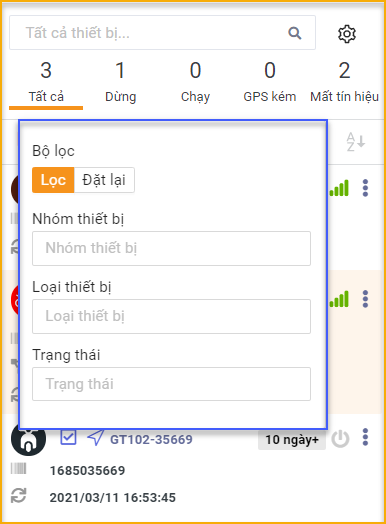 Tất cả thiết bị...
3 1 0 0 2
Tất cả Dừng Chạy GPS kém Mất tín hiệu
Bộ lọc
Lọc Đặt lại
Nhóm thiết bị
Nhóm thiết bị
Loại thiết bị
Loại thiết bị
Trạng thái
Trạng thái
GT102-35669 10 ngày+
1685035669
2021/03/11 16:53:45